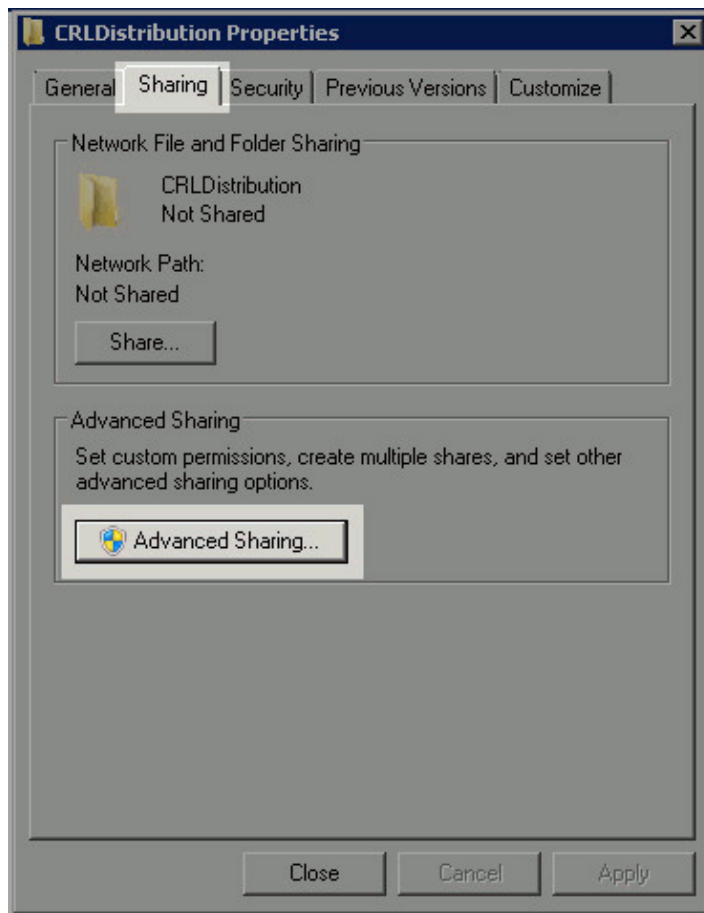 CRLDistribution Properties
General
Sharing
Security
Previous Versions
Customize
Network File and Folder Sharing
CRLDistribution
Not Shared
Network Path:
Not Shared
Share...
Advanced Sharing
Set custom permissions, create multiple shares, and set other
advanced sharing options.
Advanced Sharing...
Close
Cancel
Apply